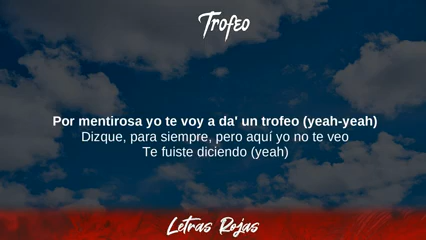 Trofeo
Por mentirosa yo te voy a da' un trofeo (yeah-yeah)
Dizque, para siempre, pero aquí yo no te veo
Te fuiste diciendo (yeah)
Letras Rojas